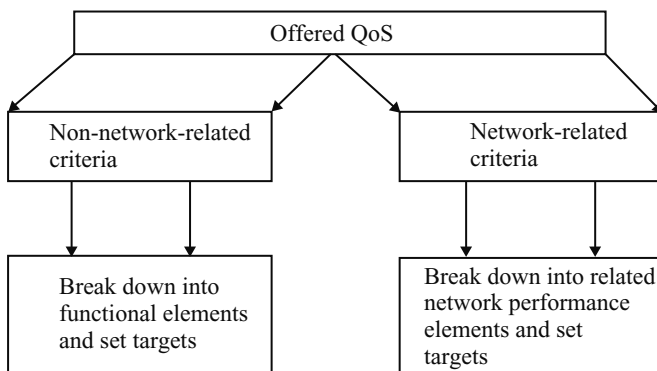 Offered QoS
Non-network-related
criteria
Network-related
criteria
Break down into
functional elements
and set targets
Break down into related
network performance
elements and set
targets